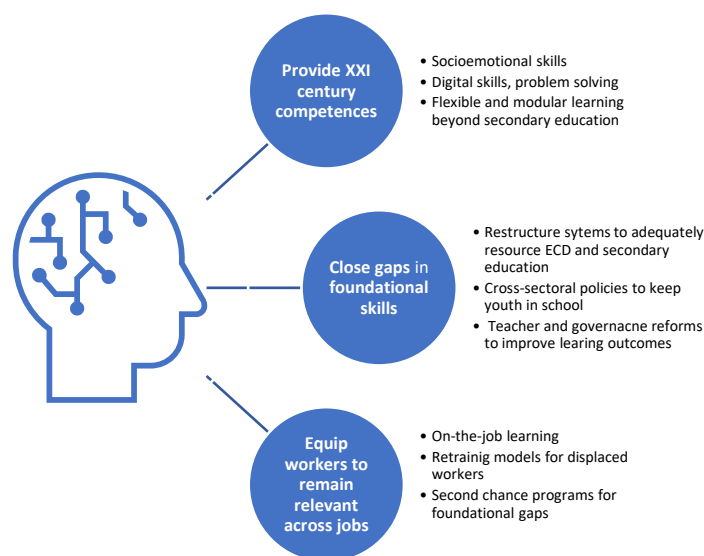 Provide XXI
century
competences
• Socioemotional skills
• Digital skills, problem solving
• Flexible and modular learning
beyond secondary education
Close gaps in
foundational
skills
• Restructure sytems to adequately
resource ECD and secondary
education
• Cross-sectoral policies to keep
youth in school
• Teacher and governacne reforms
to improve learing outcomes
Equip
workers to
remain
relevant
across jobs
• On-the-job learning
• Retrainig models for displaced
workers
• Second chance programs for
foundational gaps